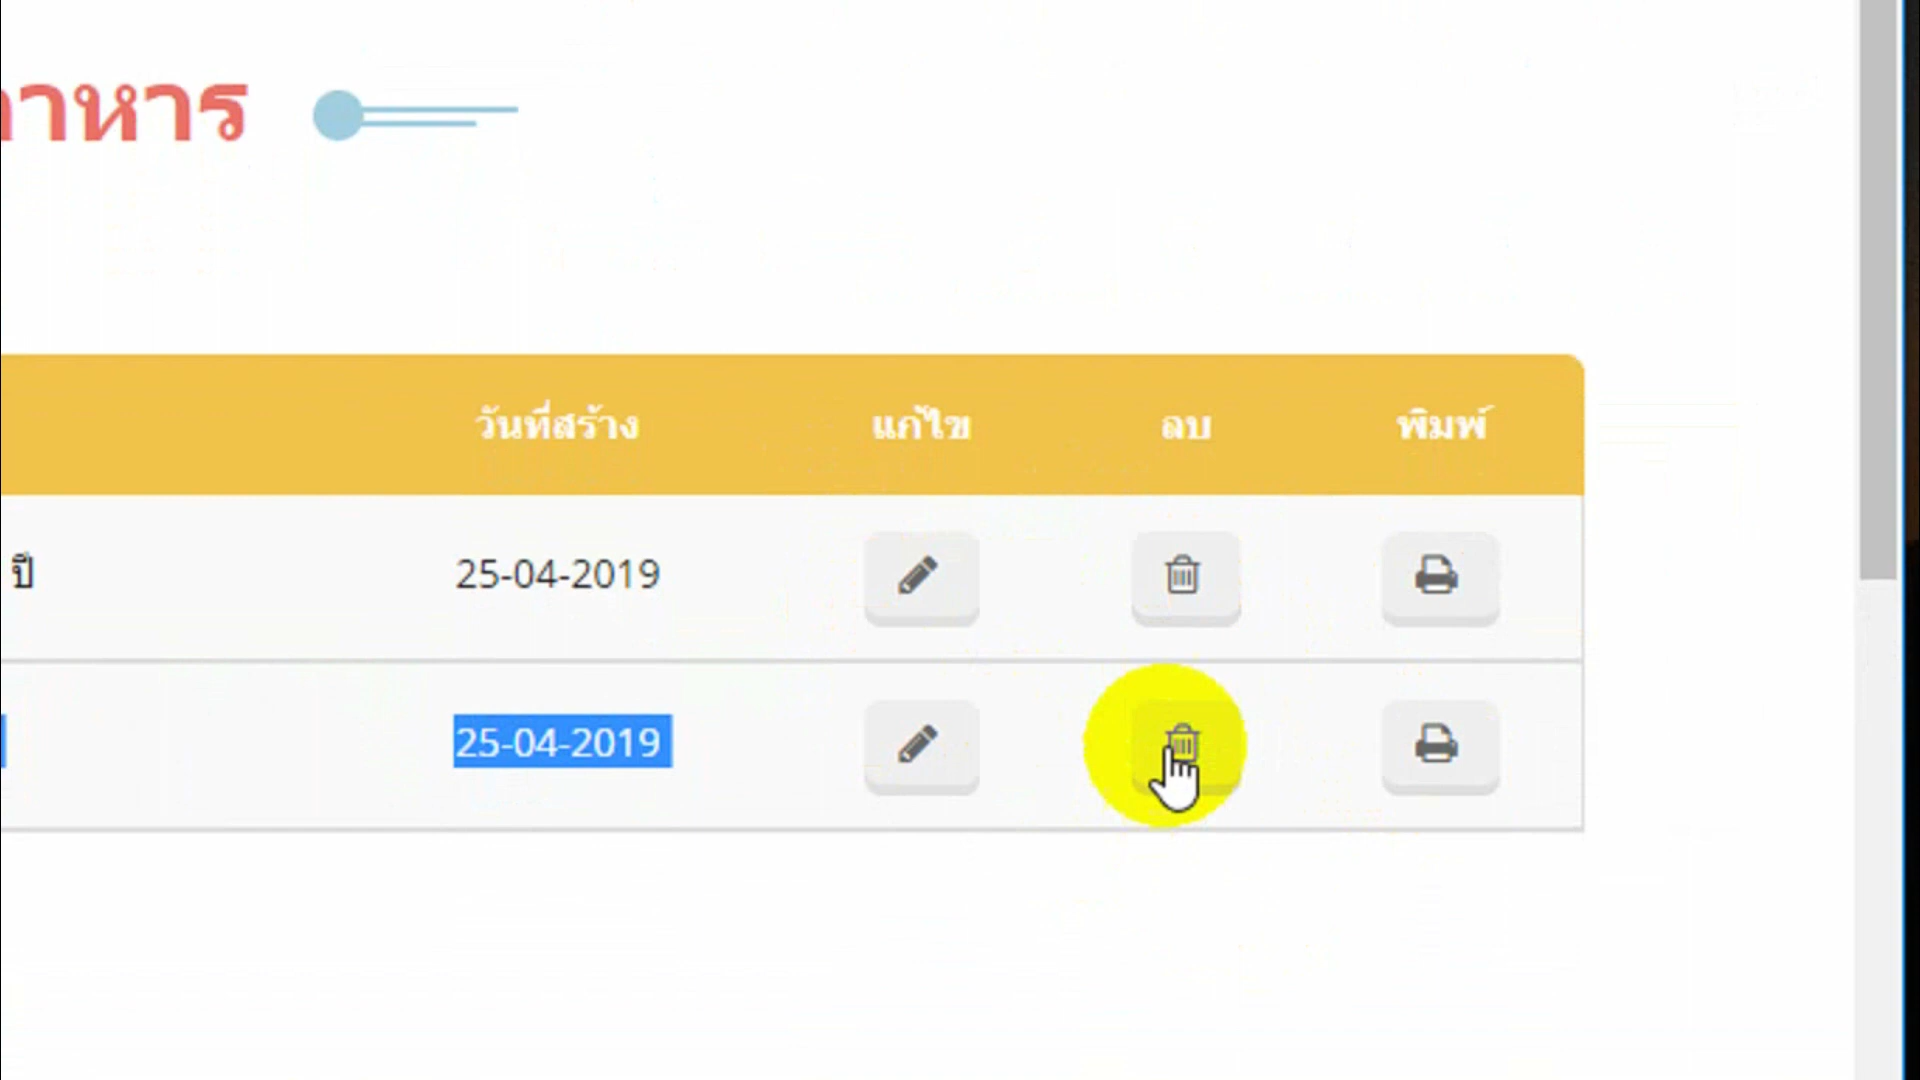 าหาร
วันที่สร้าง แก้ไข ลบ พิมพ์
ปี 25-04-2019
25-04-2019